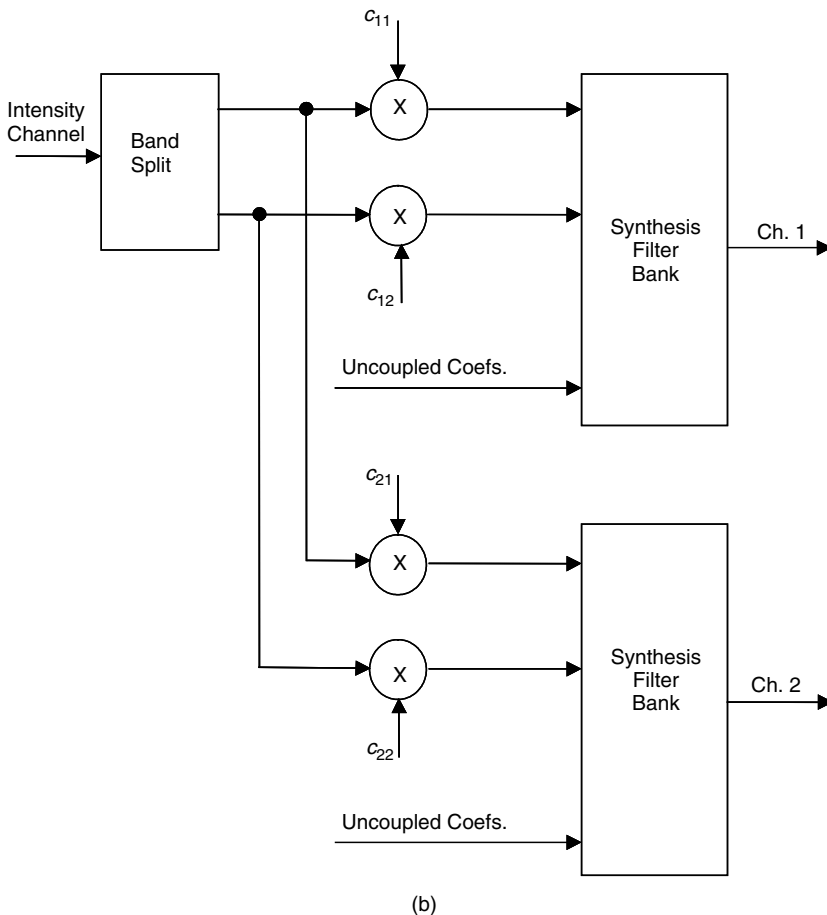 c11
Intensity
Channel
Band
Split
X
X
c12
Synthesis
Filter
Bank
Ch. 1
Uncoupled Coefs.
c21
X
X
c22
Synthesis
Filter
Bank
Ch. 2
Uncoupled Coefs.
(b)